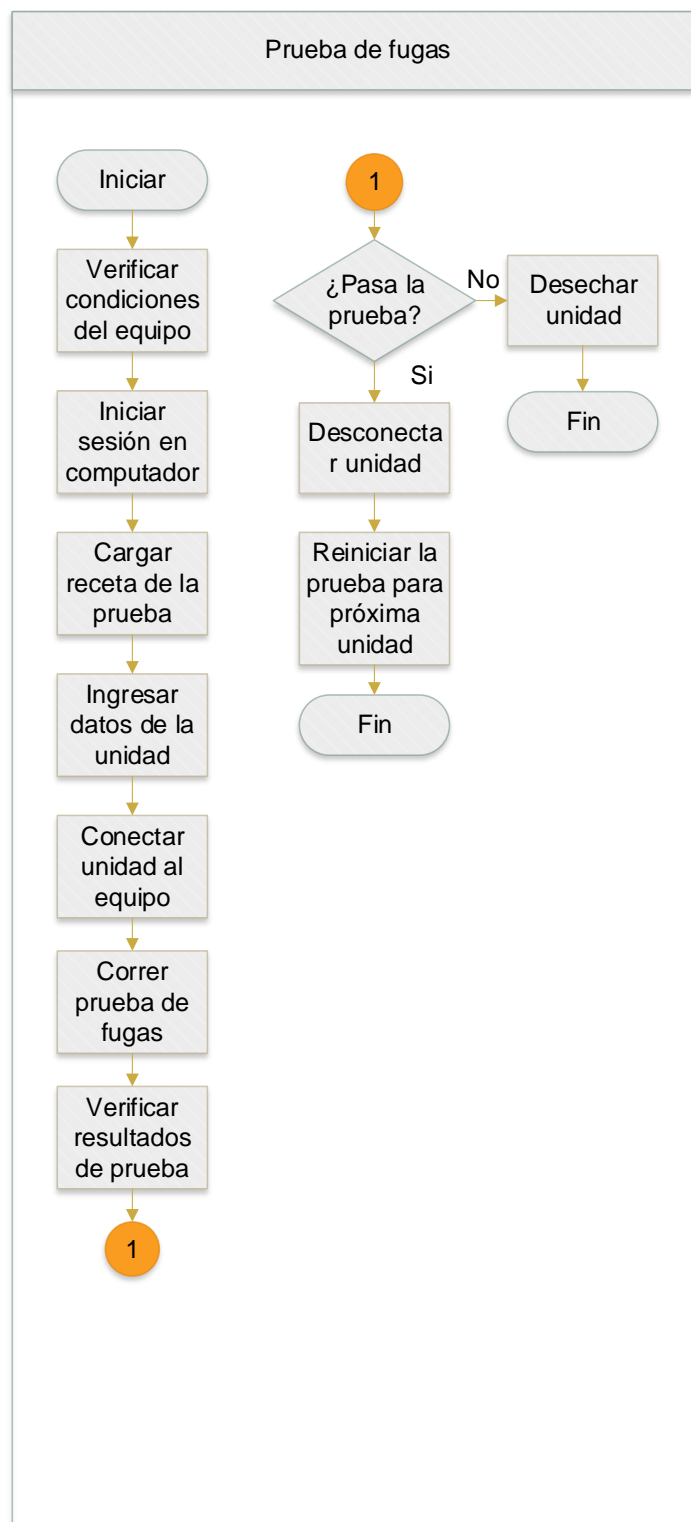 Prueba de fugas
Iniciar
Verificar
condiciones
del equipo
Iniciar
sesión en
computador
Cargar
receta de la
prueba
Ingresar
datos de la
unidad
Conectar
unidad al
equipo
Correr
prueba de
fugas
Verificar
resultados
de prueba
1
1
¿Pasa la
prueba?
No
Desechar
unidad
Fin
Si
Desconecta
r unidad
Reiniciar la
prueba para
próxima
unidad
Fin